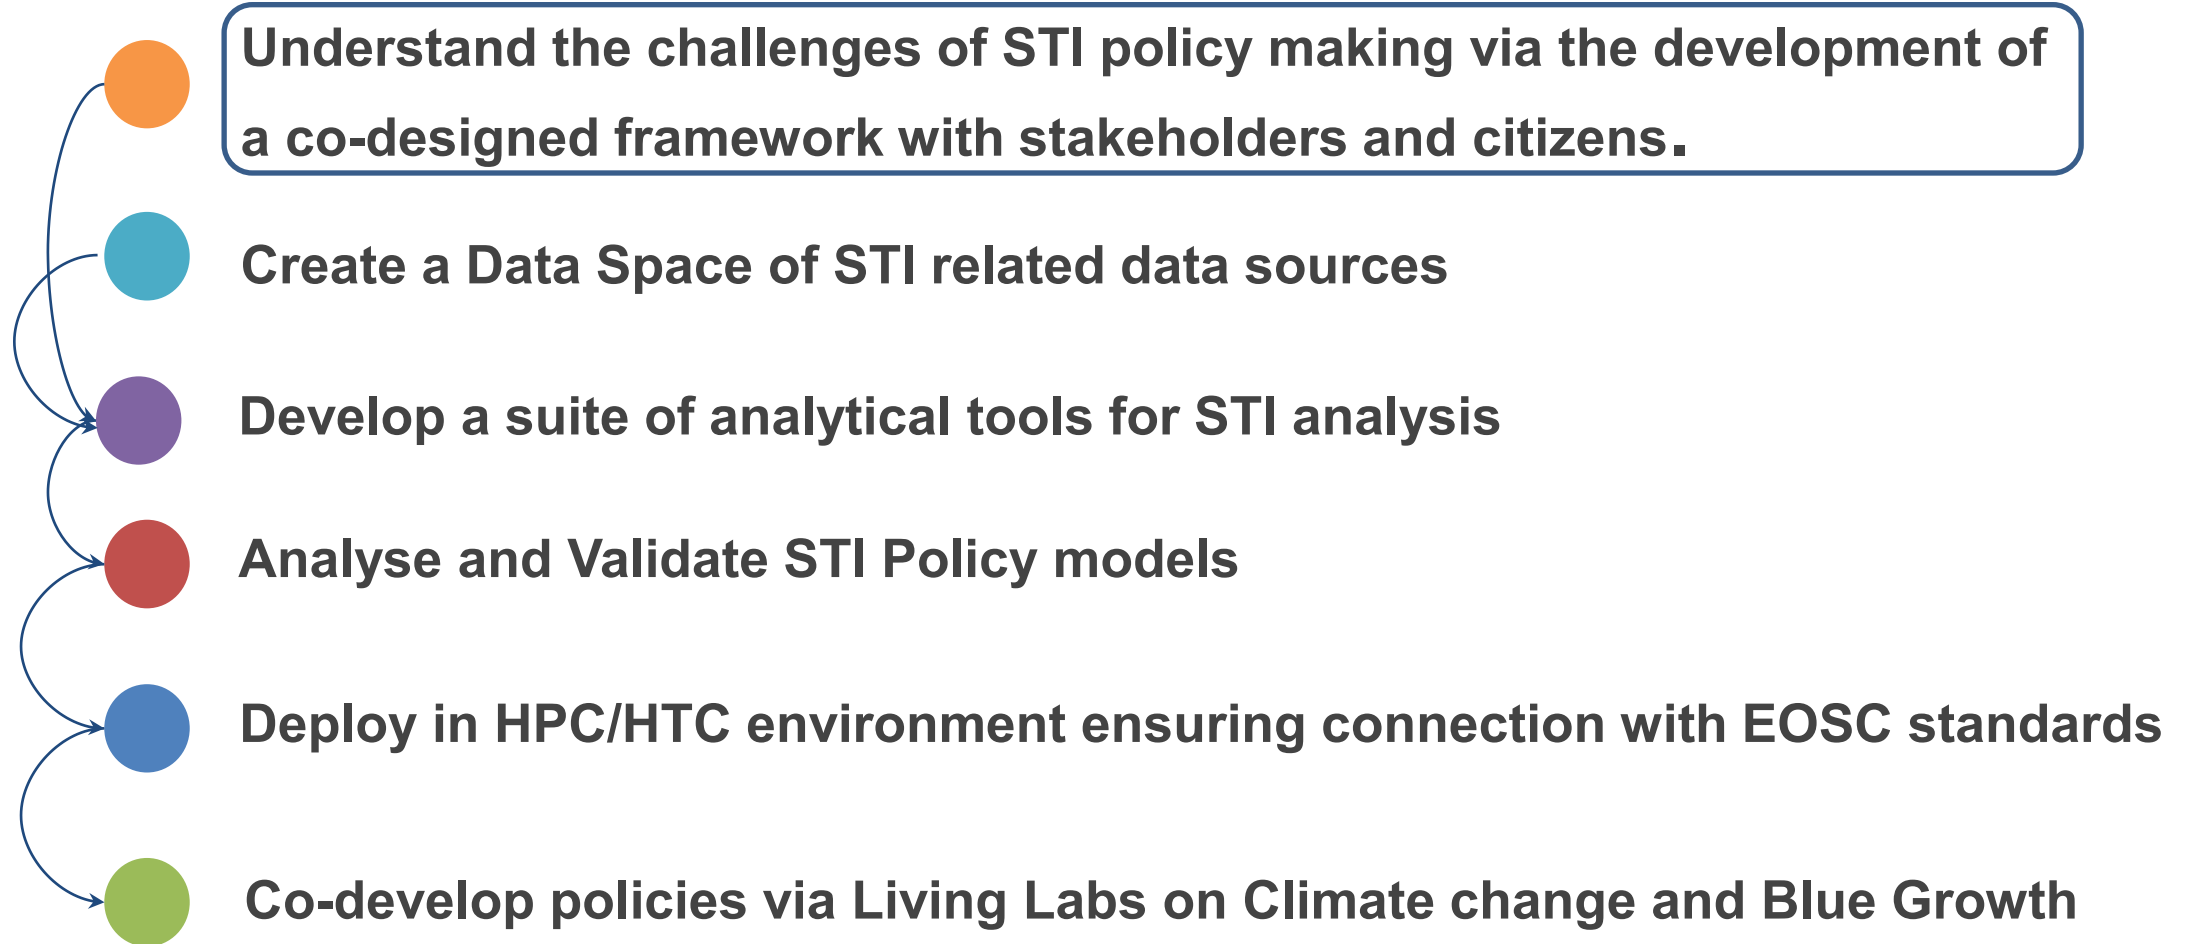 Understand the challenges of STI policy making via the development of
a co-designed framework with stakeholders and citizens.
Create a Data Space of STI related data sources
Develop a suite of analytical tools for STI analysis
Analyse and Validate STI Policy models
Deploy in HPC/HTC environment ensuring connection with EOSC standards
Co-develop policies via Living Labs on Climate change and Blue Growth